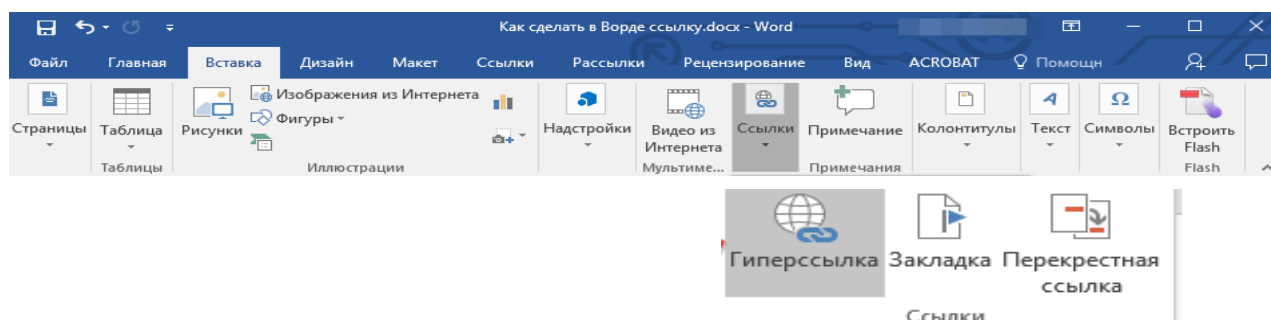 Как сделать в Ворде ссылку.docx - Word
Файл Главная Вставка Дизайн Макет Ссылки Рассылки Рецензирование Вид ACROBAT Помощн
Изображения из Интернета
Фигуры
Страницы Таблица Рисунки Надстройки Видео из Интернета Ссылки Примечание Колонтитулы Текст Символы Встроить Flash
Таблицы Иллюстрации Мультиме... Примечания Flash
Гиперссылка Закладка Перекрестная
ссылка
Ссылки